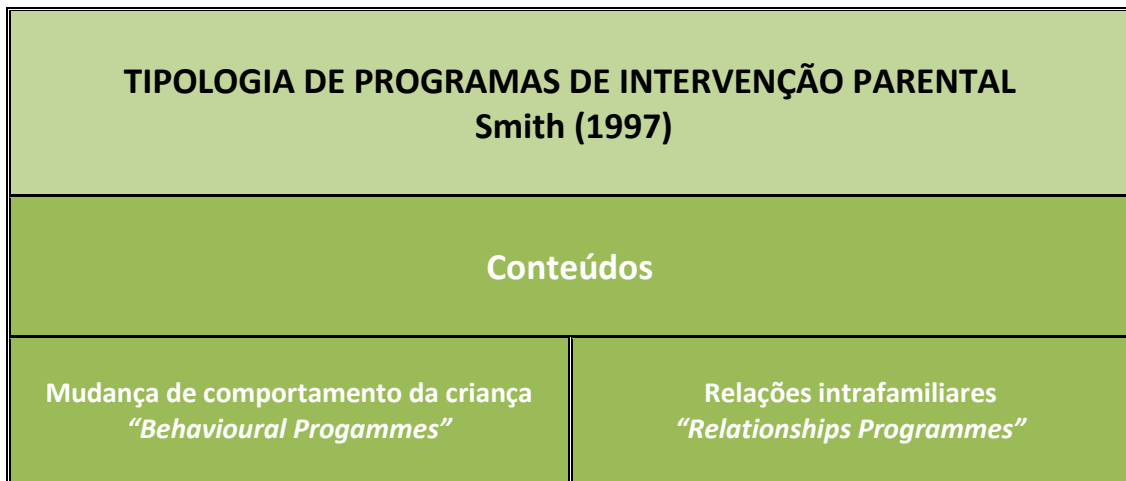 TIPOLOGIA DE PROGRAMAS DE INTERVENÇÃO PARENTAL
Smith (1997)
Conteúdos
Mudança de comportamento da criança
“Behavioural Progammes”
Relações intrafamiliares
“Relationships Programmes”